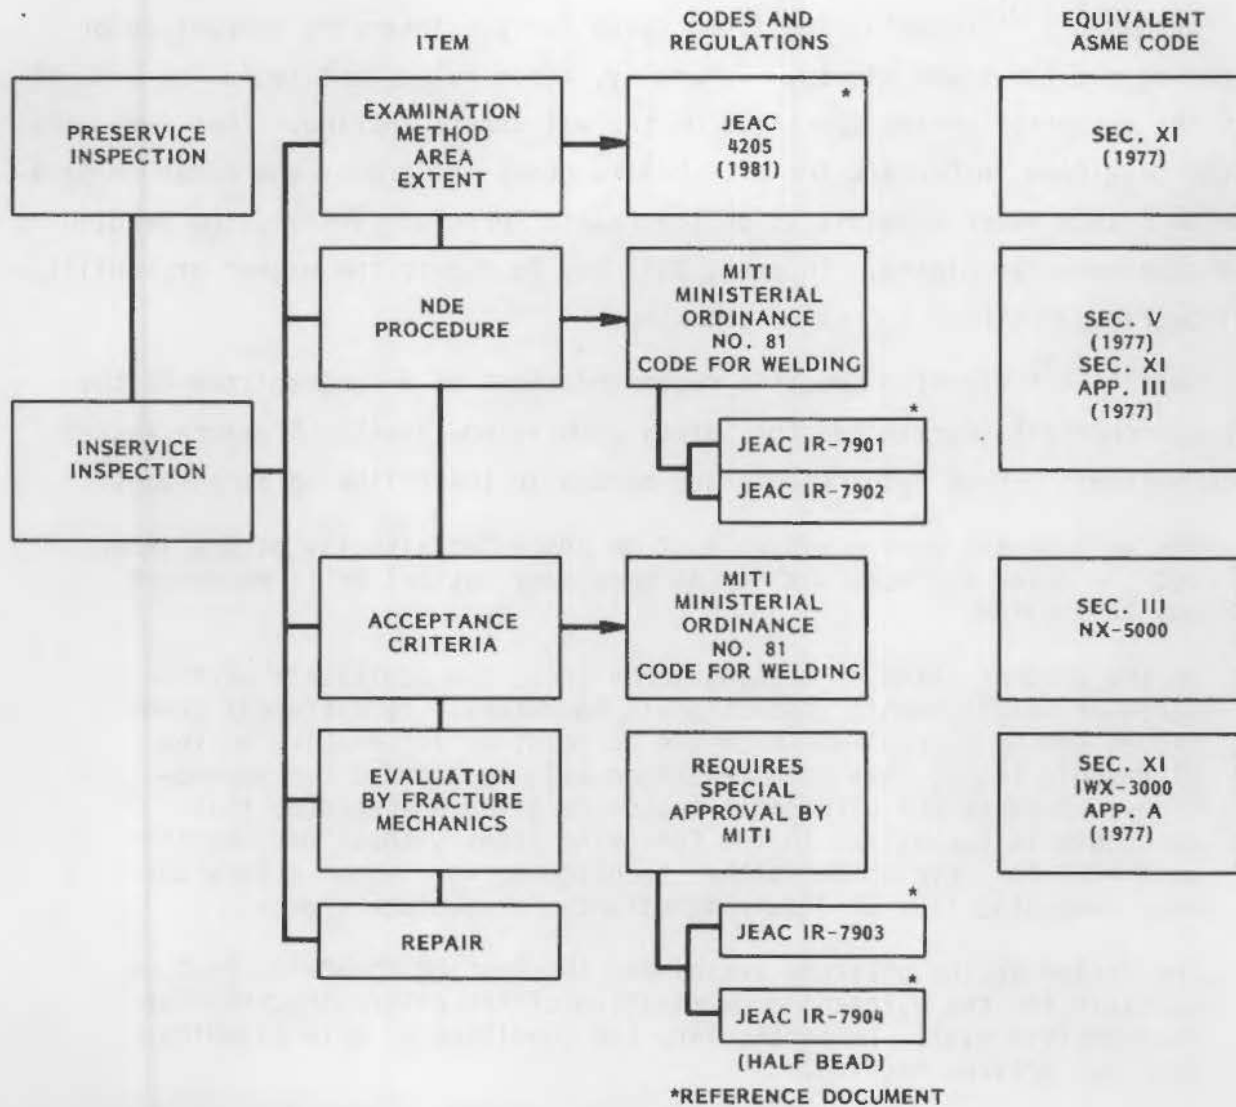 ITEM
CODES AND
REGULATIONS
EQUIVALENT
ASME CODE
PRESERVICE
INSPECTION
EXAMINATION
METHOD
AREA
EXTENT
*
JEAC
4205
(1981)
SEC. XI
(1977)
INSERVICE
INSPECTION
NDE
PROCEDURE
MITI
MINISTERIAL
ORDINANCE
NO. 81
CODE FOR WELDING
*
JEAC IR-7901
JEAC IR-7902
SEC. V
(1977)
SEC. XI
APP. III
(1977)
ACCEPTANCE
CRITERIA
MITI
MINISTERIAL
ORDINANCE
NO. 81
CODE FOR WELDING
SEC. III
NX-5000
EVALUATION
BY FRACTURE
MECHANICS
REQUIRES
SPECIAL
APPROVAL BY
MITI
SEC. XI
IWX-3000
APP. A
(1977)
REPAIR
*
JEAC IR-7903
*
JEAC IR-7904
(HALF BEAD)
*REFERENCE DOCUMENT